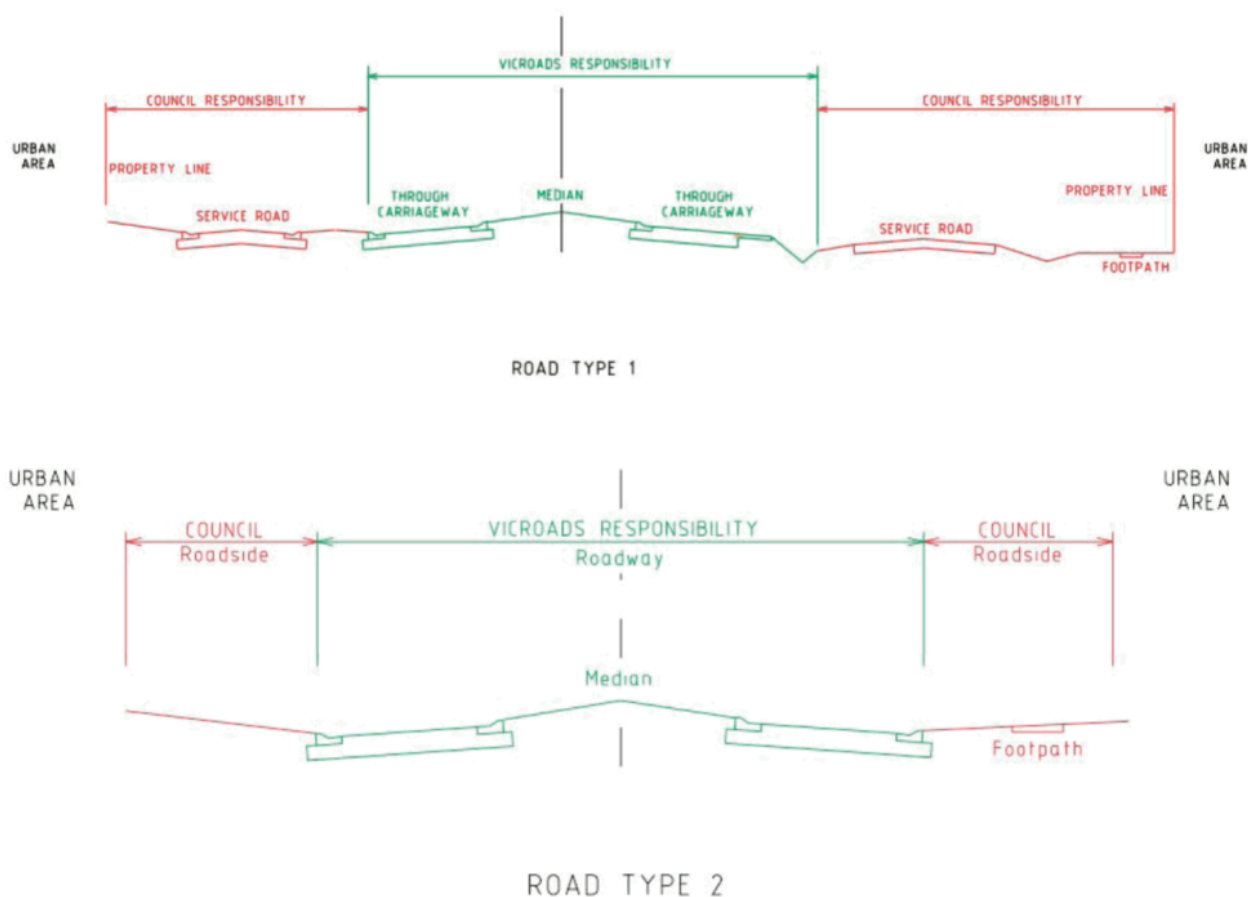 VICROADS RESPONSIBILITY
COUNCIL RESPONSIBILITY
COUNCIL RESPONSIBILITY
URBAN
AREA
URBAN
AREA
PROPERTY LINE
PROPERTY LINE
THROUGH
CARRIAGEWAY
MEDIAN
THROUGH
CARRIAGEWAY
SERVICE ROAD
SERVICE ROAD
FOOTPATH
ROAD TYPE 1
URBAN
AREA
URBAN
AREA
COUNCIL
Roadside
VICROADS RESPONSIBILITY
Roadway
COUNCIL
Roadside
Median
Footpath
ROAD TYPE 2